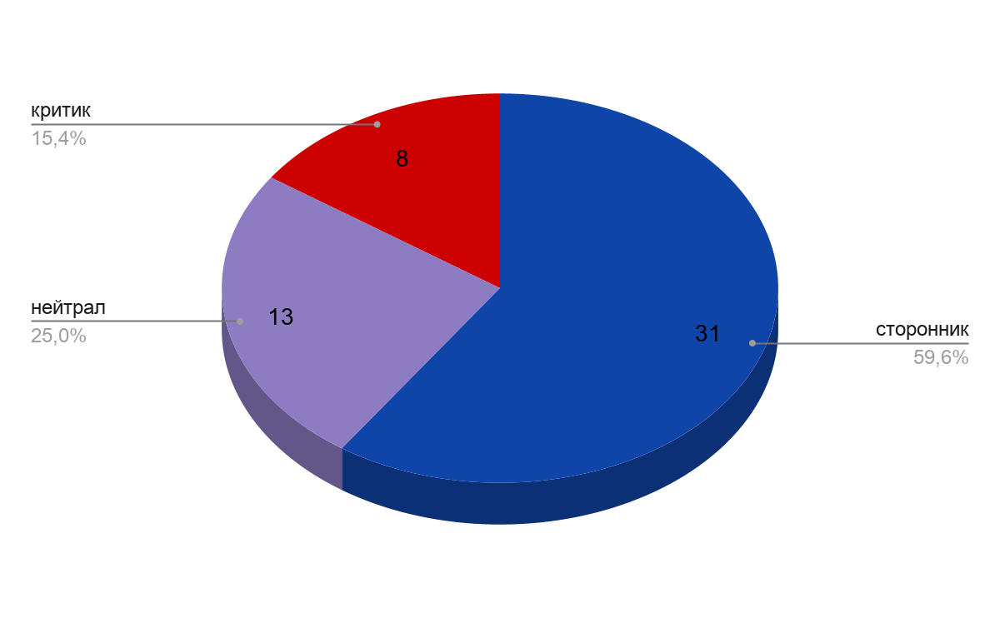 критик
15,4%
8
нейтрал
25,0%
13
31
сторонник
59,6%